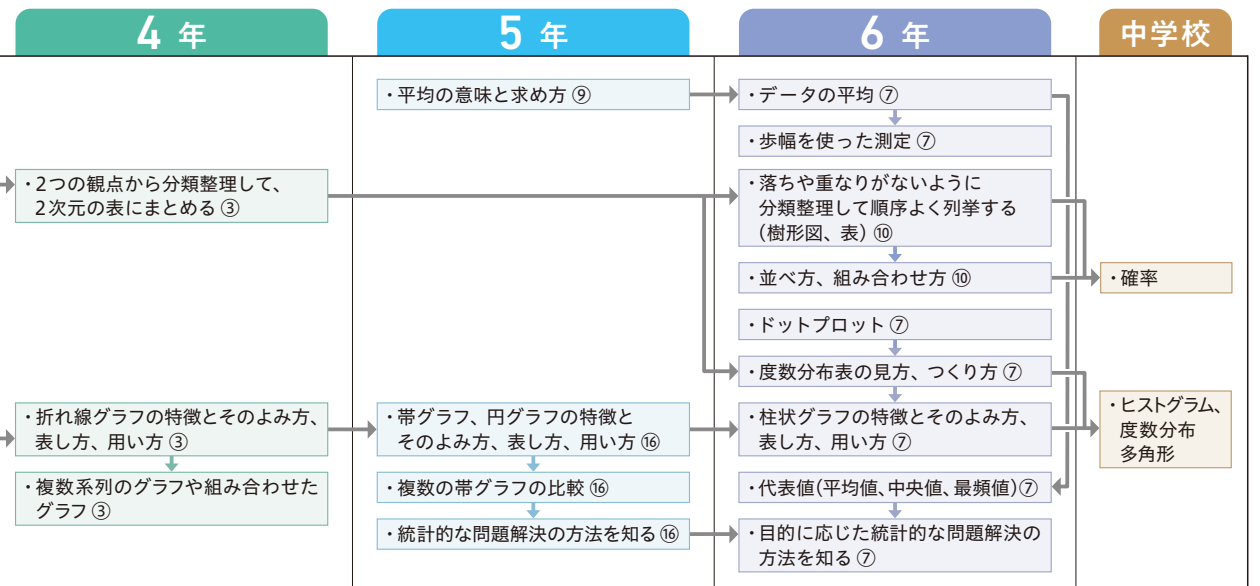 4 年
5 年
6 年
中学校
・2つの観点から分類整理して、
2次元の表にまとめる ③
・折れ線グラフの特徴とそのよみ方、
表し方、用い方 ③
・複数系列のグラフや組み合わせた
グラフ ③
・平均の意味と求め方 ⑨
・帯グラフ、円グラフの特徴と
そのよみ方、表し方、用い方 ⑯
・複数の帯グラフの比較 ⑯
・統計的な問題解決の方法を知る ⑯
・データの平均 ⑦
・歩幅を使った測定 ⑦
・落ちや重なりがないように
分類整理して順序よく列挙する
(樹形図、表) ⑩
・並べ方、組み合わせ方 ⑩
・ドットプロット ⑦
・度数分布表の見方、つくり方 ⑦
・柱状グラフの特徴とそのよみ方、
表し方、用い方 ⑦
・代表値(平均値、中央値、最頻値)⑦
・目的に応じた統計的な問題解決の
方法を知る ⑦
・確率
・ヒストグラム、
度数分布
多角形